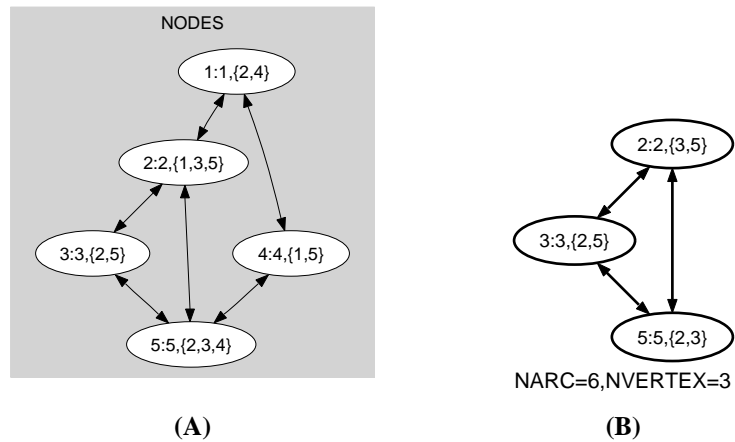 NODES
1:1,{2,4}
2:2,{1,3,5}
3:3,{2,5}
4:4,{1,5}
5:5,{2,3,4}
(A)
2:2,{3,5}
3:3,{2,5}
5:5,{2,3}
NARC=6,NVERTEX=3
(B)